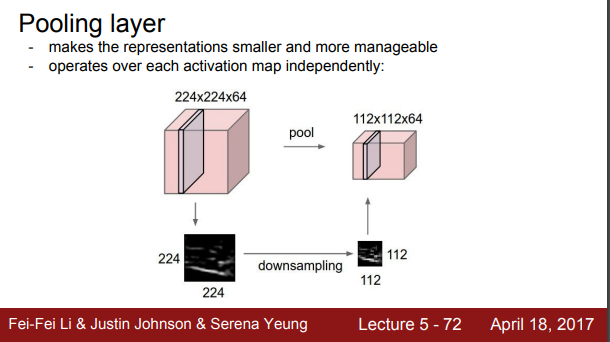 Pooling layer
- makes the representations smaller and more manageable
- operates over each activation map independently:
224x224x64
112x112x64
pool
224
downsampling
112
224
112
Fei-Fei Li & Justin Johnson & Serena Yeung
Lecture 5 - 72
April 18, 2017